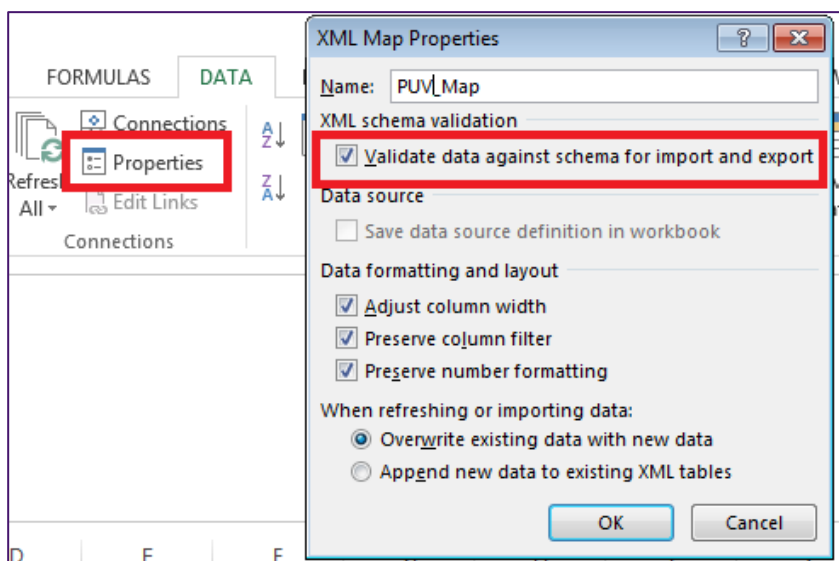 FORMULAS DATA
Connections
Properties
Refresh
All
Edit Links
Connections
XML Map Properties
Name: PUV_Map
XML schema validation
Validate data against schema for import and export
Data source
Save data source definition in workbook
Data formatting and layout
Adjust column width
Preserve column filter
Preserve number formatting
When refreshing or importing data:
Overwrite existing data with new data
Append new data to existing XML tables
OK Cancel
D E F